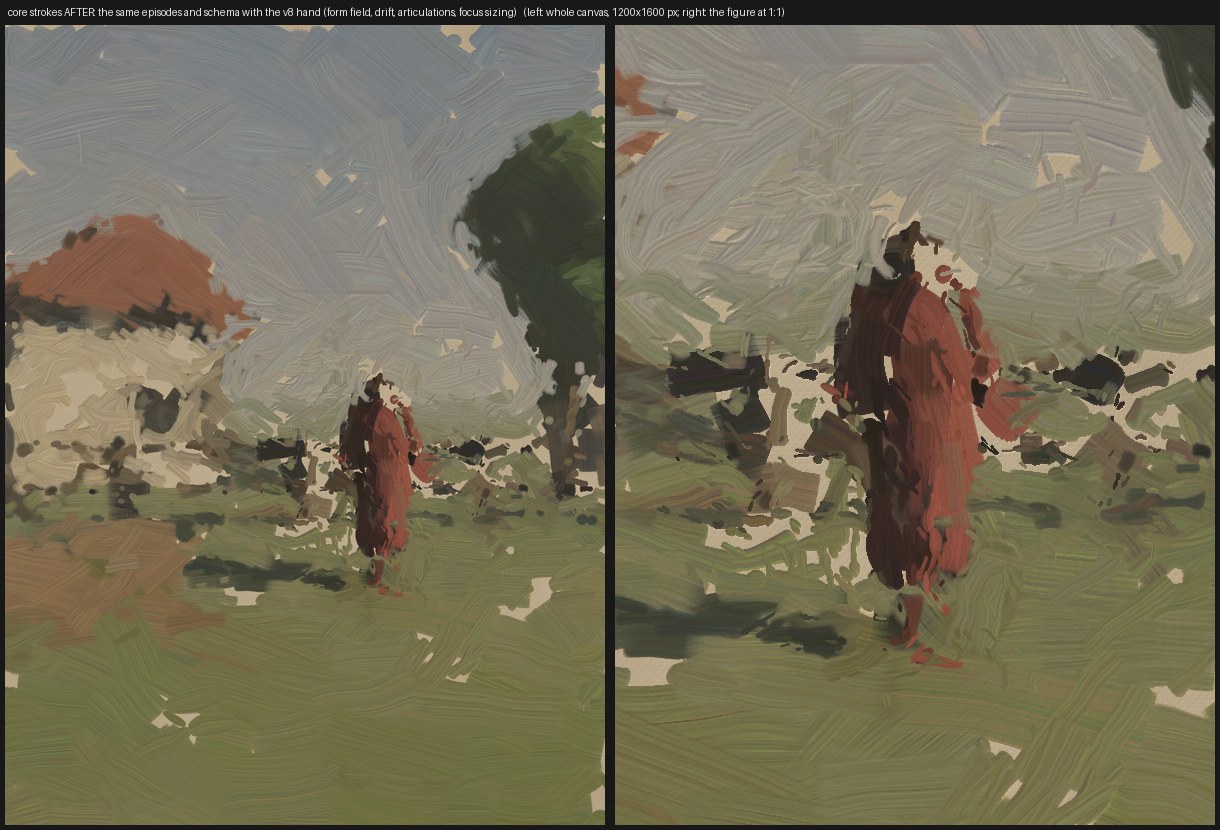 core strokes AFTER: the same episodes and schema with the v8 hand (form field, drift, articulations, focus sizing)   (left: whole canvas, 1200x1600 px; right: the figure at 1:1)